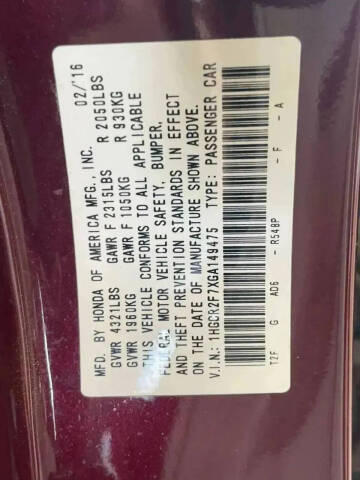 MFD. BY HONDA OF AMERICA MFG., INC. 02/'16
GVWR 4321LBS GAWR F 2315LBS R 2050LBS
GVWR 1960KG GAWR F 1050KG R 930KG
THIS VEHICLE CONFORMS TO ALL APPLICABLE
FEDERAL MOTOR VEHICLE SAFETY, BUMPER,
AND THEFT PREVENTION STANDARDS IN EFFECT
ON THE DATE OF MANUFACTURE SHOWN ABOVE.
V.I.N.: 1HGCR2F7XGA149475 TYPE: PASSENGER CAR
T2F G AD6 - R548P - F - A